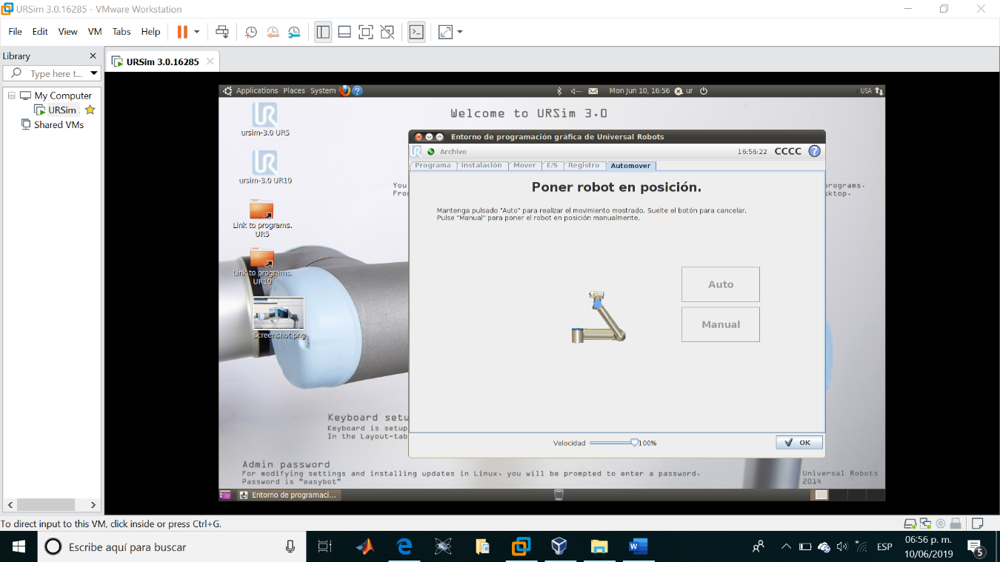 URSim 3.0.16285 - VMware Workstation
File Edit View VM Tabs Help
Library
URSim 3.0.16285
Type here t...
My Computer
URSim
Shared VMs
Applications Places System
Mon Jun 10, 16:56
ur
USA
UR
ursim-3.0 UR5
UR
ursim-3.0 UR10
Link to programs.
UR5
Link to programs.
UR10
Screenshot.png
Welcome to URSim 3.0
You
From
programs.
sktop.
Entorno de programación gráfica de Universal Robots
UR
Archivo
16:56:22 CCCC ?
Programa Instalación Mover E/S Registro Automover
Poner robot en posición.
Mantenga pulsado "Auto" para realizar el movimiento mostrado. Suelte el botón para cancelar.
Pulse "Manual" para poner el robot en posición manualmente.
Auto
Manual
Velocidad 100%
OK
Keyboard setu
Keyboard is setup
In the Layout-tab
Admin password
For modifying settings and installing updates in Linux, you will be prompted to enter a password.
Password is "easybot"
Universal Robots
2014
Entorno de programaci...
To direct input to this VM, click inside or press Ctrl+G.
Escribe aquí para buscar
ESP
06:56 p. m.
10/06/2019
5